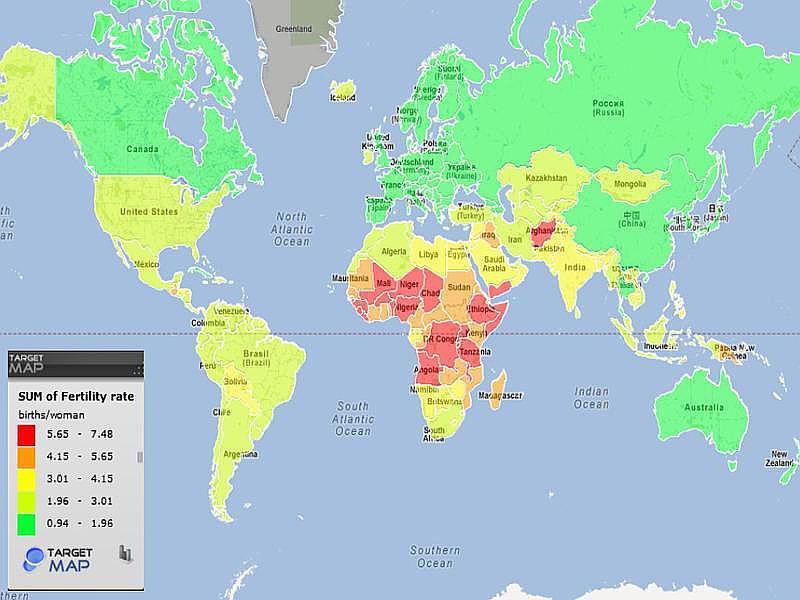 Greenland
Iceland
Suomi
(Finland)
Sverige
(Sweden)
Norge
(Norway)
Россия
(Russia)
United
Kingdom
Polska
(Poland)
Deutschland
(Germany)
Україна
(Ukraine)
France
España
(Spain)
Canada
Kazakhstan
Mongolia
United States
North
Atlantic
Ocean
Türkiye
(Turkey)
中国
(China)
日本
(Japan)
(South Korea)
Iraq
Iran
Afghanistan
Pakistan
Algeria
Libya
Egypt
Saudi
Arabia
India
México
Mauritania
Mali
Niger
Chad
Sudan
Thailand
Nigeria
Ethiopia
Venezuela
Colombia
DR Congo
Kenya
Indonesia
Papua New
Guinea
Tanzania
Brasil
(Brazil)
Perú
Bolivia
Angola
Namibia
Botswana
Madagascar
Indian
Ocean
South
Atlantic
Ocean
Chile
Argentina
South
Africa
Australia
New
Zealand
Southern
Ocean
TARGET
MAP
SUM of Fertility rate
births/woman
5.65 - 7.48
4.15 - 5.65
3.01 - 4.15
1.96 - 3.01
0.94 - 1.96
TARGET
MAP